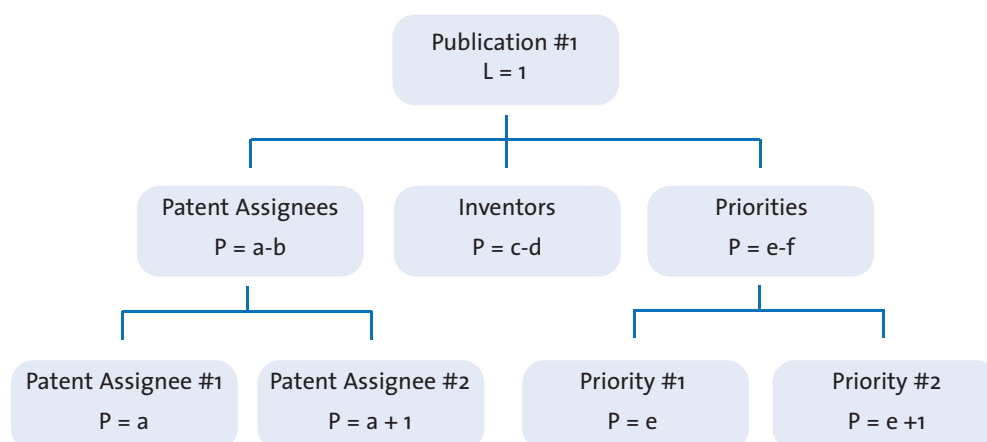 Publication #1
L = 1
Patent Assignees
P = a-b
Inventors
P = c-d
Priorities
P = e-f
Patent Assignee #1
P = a
Patent Assignee #2
P = a + 1
Priority #1
P = e
Priority #2
P = e +1